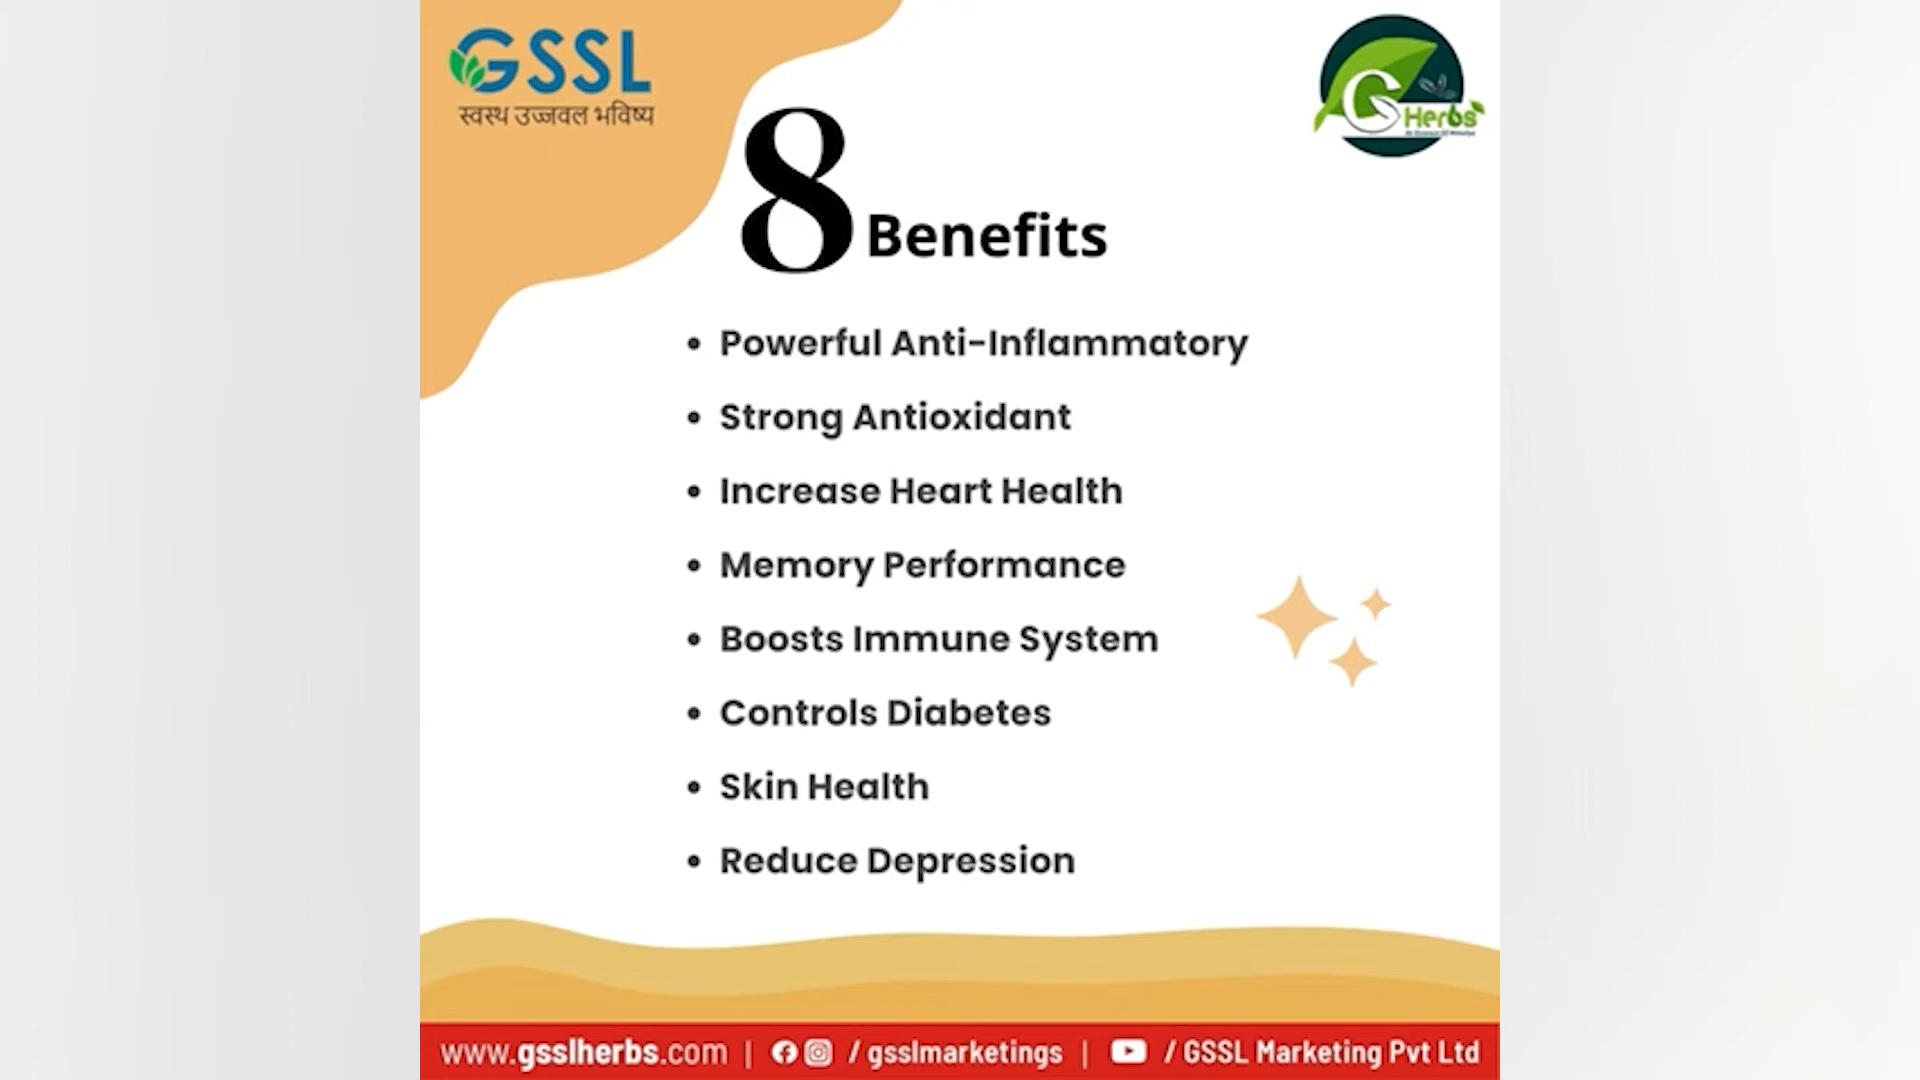 GSSL
स्वस्थ उज्जवल भविष्य
G Herbs
8 Benefits
• Powerful Anti-Inflammatory
• Strong Antioxidant
• Increase Heart Health
• Memory Performance
• Boosts Immune System
• Controls Diabetes
• Skin Health
• Reduce Depression
www.gsslherbs.com | / gsslmarketings | / GSSL Marketing Pvt Ltd